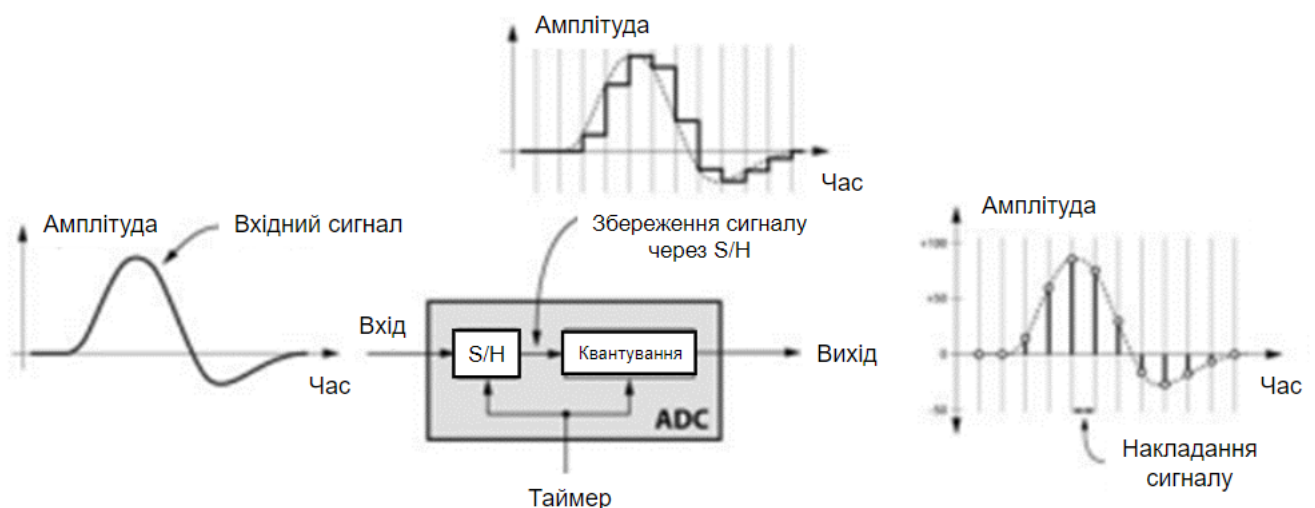 Амплітуда
Час
Амплітуда
Вхідний сигнал
Час
Збереження сигналу
через S/H
Вхід
S/H
Квантування
ADC
Вихід
Таймер
Амплітуда
+100
+50
0
-50
Час
Накладання
сигналу